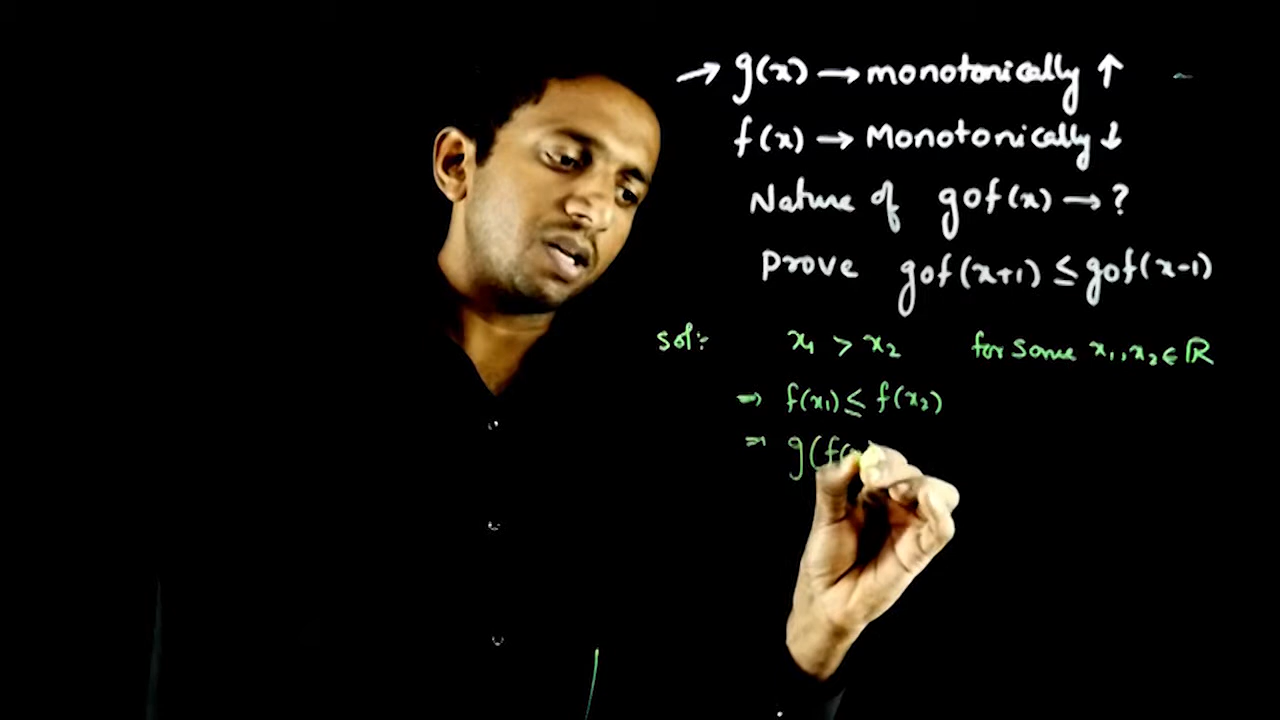 → g(x) → monotonically ↑
f(x) → Monotonically ↓
Nature of gof(x) → ?
Prove gof(x+1) ≤ gof(x-1)
Sol:- x₁ > x₂ for some x₁, x₂ ∈ ℝ
⇒ f(x₁) ≤ f(x₂)
⇒ g(f(